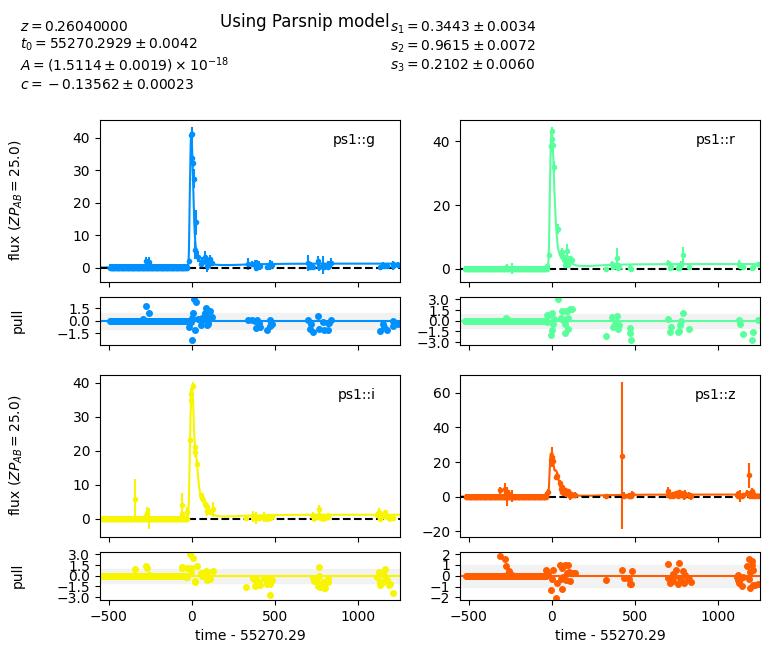 Using Parsnip model
z = 0.26040000
t₀ = 55270.2929 ± 0.0042
A = (1.5114 ± 0.0019) × 10⁻¹⁸
c = −0.13562 ± 0.00023
s₁ = 0.3443 ± 0.0034
s₂ = 0.9615 ± 0.0072
s₃ = 0.2102 ± 0.0060
flux (ZP_AB = 25.0)
40
30
20
10
0
ps1::g
40
20
0
ps1::r
pull
1.5
0.0
−1.5
3.0
1.5
0.0
−1.5
−3.0
flux (ZP_AB = 25.0)
40
30
20
10
0
ps1::i
60
40
20
0
−20
ps1::z
pull
3.0
1.5
0.0
−1.5
−3.0
2
1
0
−1
−2
−500 0 500 1000
−500 0 500 1000
time - 55270.29
time - 55270.29